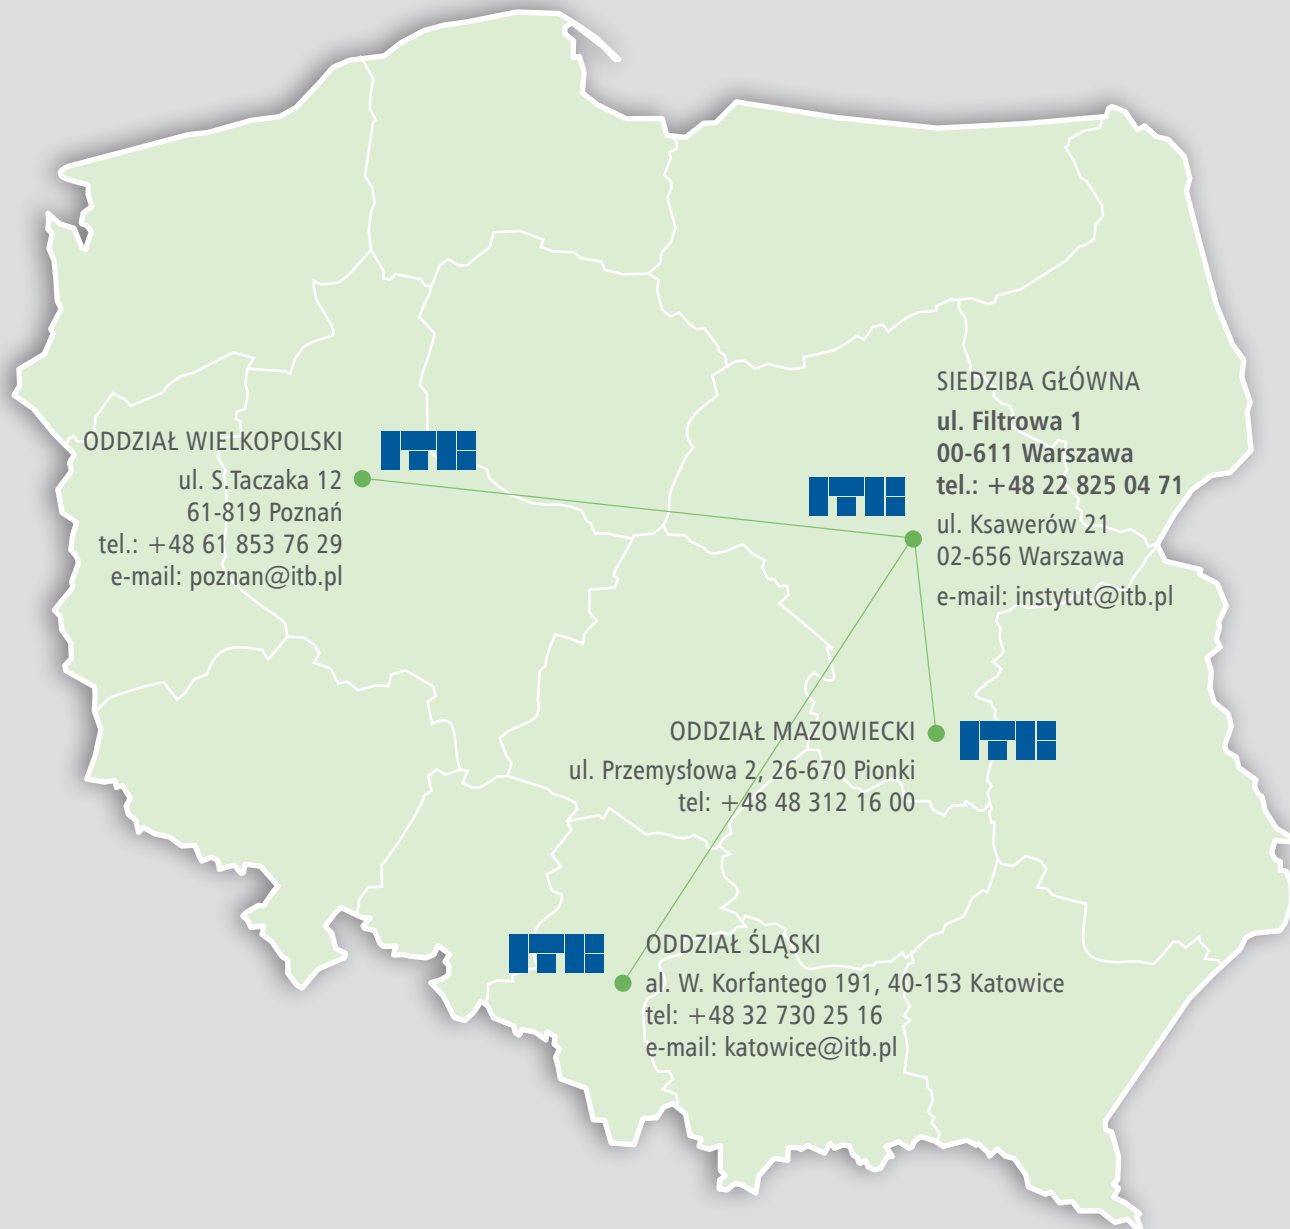 SIEDZIBA GŁÓWNA
ul. Filtrowa 1
00-611 Warszawa
tel.: +48 22 825 04 71
ul. Ksawerów 21
02-656 Warszawa
e-mail: instytut@itb.pl
ODDZIAŁ WIELKOPOLSKI
ul. S.Taczaka 12
61-819 Poznań
tel.: +48 61 853 76 29
e-mail: poznan@itb.pl
ODDZIAŁ MAZOWIECKI
ul. Przemysłowa 2, 26-670 Pionki
tel: +48 48 312 16 00
ODDZIAŁ ŚLĄSKI
al. W. Korfantego 191, 40-153 Katowice
tel: +48 32 730 25 16
e-mail: katowice@itb.pl